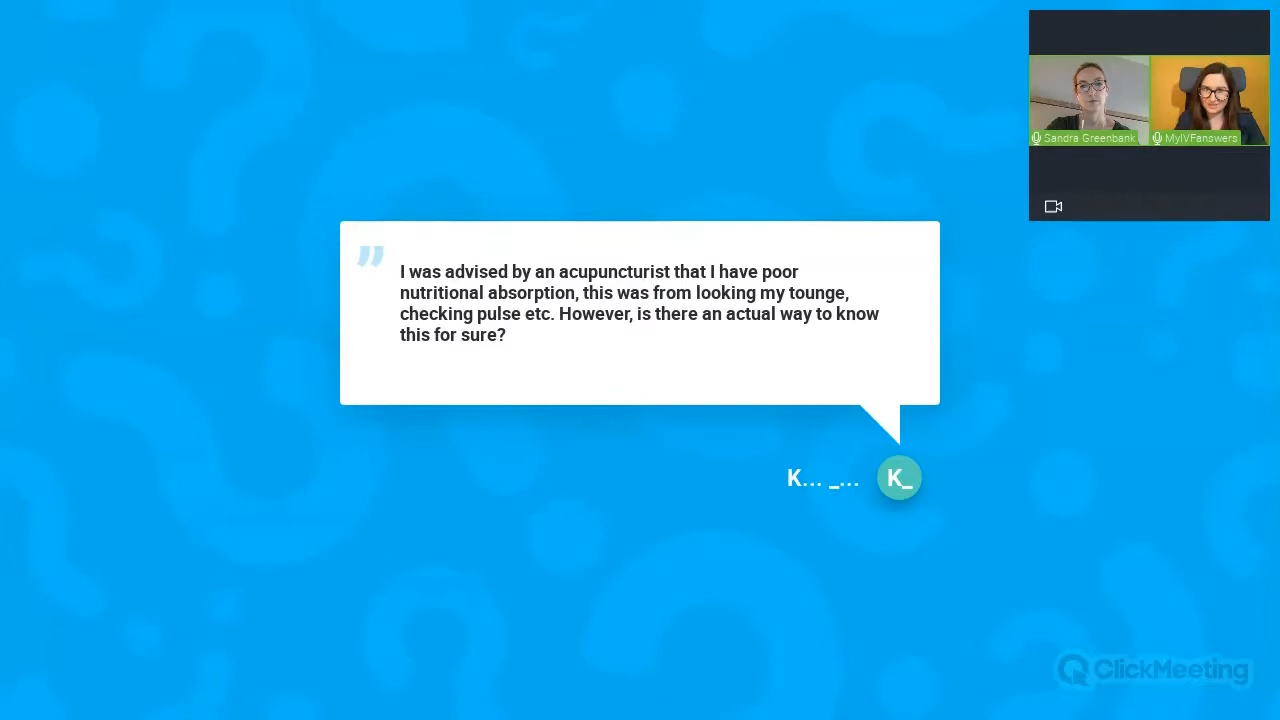 Sandra Greenbank
MyIVFanswers
”
I was advised by an acupuncturist that I have poor
nutritional absorption, this was from looking my tounge,
checking pulse etc. However, is there an actual way to know
this for sure?
K... _...
K_
ClickMeeting